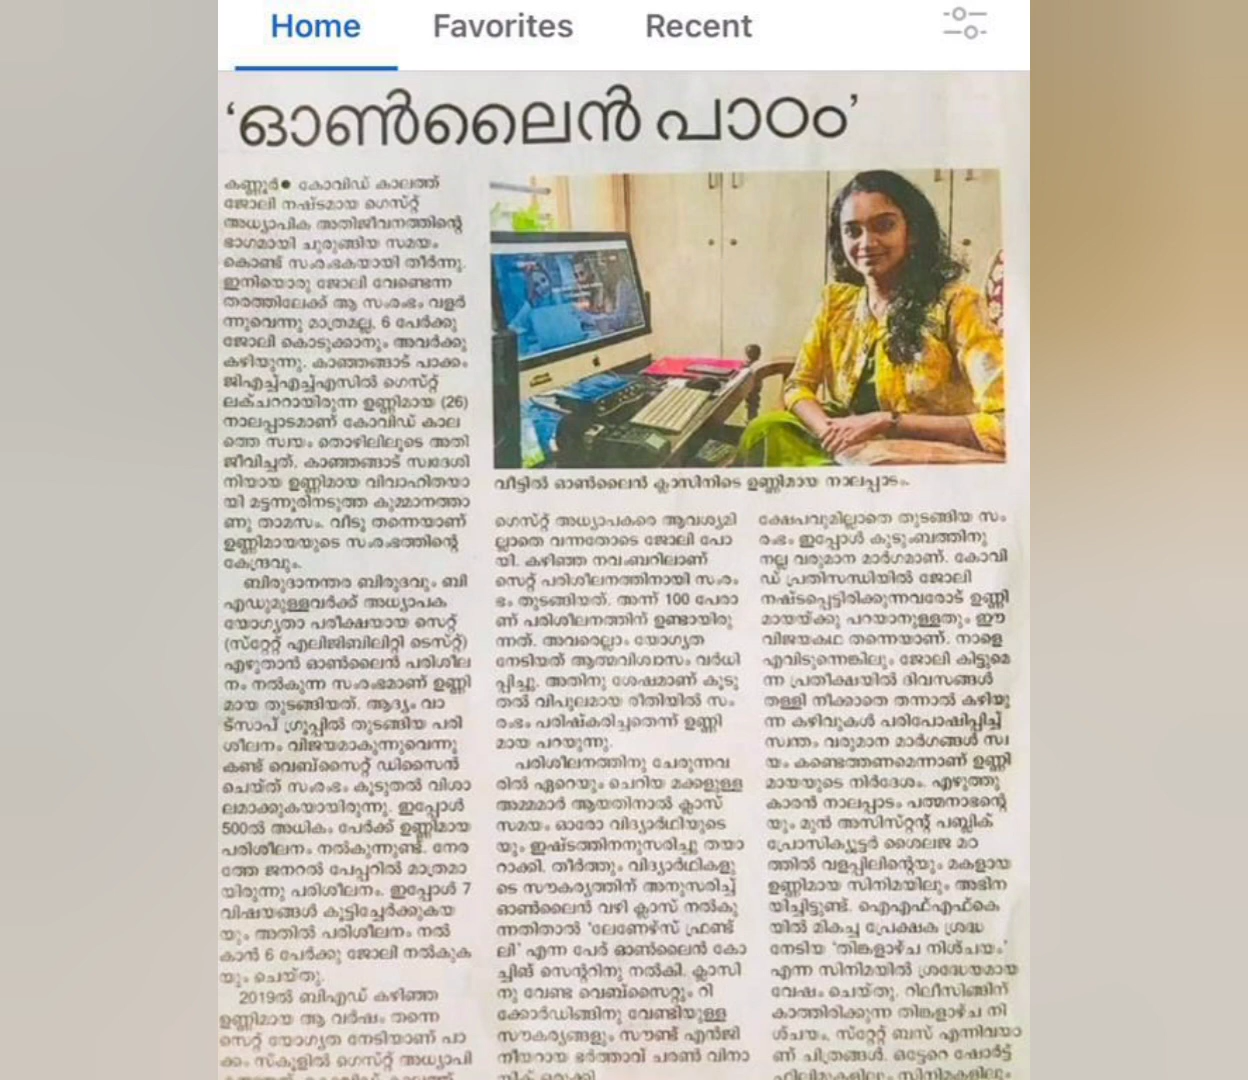 Home Favorites Recent
‘ഓൺലൈൻ പാഠം’
കണ്ണൂർ● കോവിഡ് കാലത്ത്
ജോലി നഷ്ടമായ ഗെസ്റ്റ്
അധ്യാപിക അതിജീവനത്തിന്റെ
ഭാഗമായി ചുരുങ്ങിയ സമയം
കൊണ്ട് സംരംഭകയായി തീർന്നു.
ഇനിയൊരു ജോലി വേണ്ടെന്ന
തരത്തിലേക്ക് ആ സംരംഭം വളർ
ന്നുവെന്നു മാത്രമല്ല, 6 പേർക്കു
ജോലി കൊടുക്കാനും അവർക്കു
കഴിയുന്നു. കാഞ്ഞങ്ങാട് പാക്കം
ജിഎച്ച്എച്ച്എസിൽ ഗെസ്റ്റ്
ലക്ചററായിരുന്ന ഉണ്ണിമായ (26)
നാലപ്പാടമാണ് കോവിഡ് കാല
ത്തെ സ്വയം തൊഴിലിലൂടെ അതി
ജീവിച്ചത്. കാഞ്ഞങ്ങാട് സ്വദേശി
നിയായ ഉണ്ണിമായ വിവാഹിതയാ
യി മട്ടന്നൂരിനടുത്ത കുമ്മാനത്താ
ണു താമസം. വീടു തന്നെയാണ്
ഉണ്ണിമായയുടെ സംരംഭത്തിന്റെ
കേന്ദ്രവും.
ബിരുദാനന്തര ബിരുദവും ബി
എഡുമുള്ളവർക്ക് അധ്യാപക
യോഗ്യതാ പരീക്ഷയായ സെറ്റ്
(സ്റ്റേറ്റ് എലിജിബിലിറ്റി ടെസ്റ്റ്)
എഴുതാൻ ഓൺലൈൻ പരിശീല
നം നൽകുന്ന സംരംഭമാണ് ഉണ്ണി
മായ തുടങ്ങിയത്. ആദ്യം വാ
ട്സാപ് ഗ്രൂപ്പിൽ തുടങ്ങിയ പരി
ശീലനം വിജയമാകുന്നുവെന്നു
കണ്ട് വെബ്സൈറ്റ് ഡിസൈൻ
ചെയ്ത് സംരംഭം കൂടുതൽ വിശാ
ലമാക്കുകയായിരുന്നു. ഇപ്പോൾ
500ൽ അധികം പേർക്ക് ഉണ്ണിമായ
പരിശീലനം നൽകുന്നുണ്ട്. നേര
ത്തേ ജനറൽ പേപ്പറിൽ മാത്രമാ
യിരുന്നു പരിശീലനം. ഇപ്പോൾ 7
വിഷയങ്ങൾ കൂട്ടിച്ചേർക്കുകയ
യും അതിൽ പരിശീലനം നൽ
കാൻ 6 പേർക്കു ജോലി നൽകുക
യും ചെയ്തു.
2019ൽ ബിഎഡ് കഴിഞ്ഞ
ഉണ്ണിമായ ആ വർഷം തന്നെ
സെറ്റ് യോഗ്യത നേടിയാണ് പാ
ക്കം സ്കൂളിൽ ഗെസ്റ്റ് അധ്യാപി
വീട്ടിൽ ഓൺലൈൻ ക്ലാസിനിടെ ഉണ്ണിമായ നാലപ്പാടം.
ഗെസ്റ്റ് അധ്യാപകരെ ആവശ്യമി
ല്ലാതെ വന്നതോടെ ജോലി പോ
യി. കഴിഞ്ഞ നവംബറിലാണ്
സെറ്റ് പരിശീലനത്തിനായി സംരം
ഭം തുടങ്ങിയത്. അന്ന് 100 പേരാ
ണ് പരിശീലനത്തിന് ഉണ്ടായിരു
ന്നത്. അവരെല്ലാം യോഗ്യത
നേടിയത് ആത്മവിശ്വാസം വർധി
പ്പിച്ചു. അതിനു ശേഷമാണ് കൂടു
തൽ വിപുലമായ രീതിയിൽ സം
രംഭം പരിഷ്കരിച്ചതെന്ന് ഉണ്ണി
മായ പറയുന്നു.
പരിശീലനത്തിനു ചേരുന്നവ
രിൽ ഏറെയും ചെറിയ മക്കളുള്ള
അമ്മമാർ ആയതിനാൽ ക്ലാസ്
സമയം ഓരോ വിദ്യാർഥിയുടെ
യും ഇഷ്ടത്തിനനുസരിച്ചു തയാ
റാക്കി. തീർത്തും വിദ്യാർഥികളു
ടെ സൗകര്യത്തിന് അനുസരിച്ച്
ഓൺലൈൻ വഴി ക്ലാസ് നൽകു
ന്നതിതാൽ ‘ലേണേഴ്സ് ഫ്രണ്ട്
ലി’ എന്ന പേര് ഓൺലൈൻ കോ
ച്ചിങ് സെന്ററിനു നൽകി. ക്ലാസി
നു വേണ്ട വെബ്സൈറ്റും റി
ക്കോർഡിങ്ങിനു വേണ്ടിയുള്ള
സൗകര്യങ്ങളും സൗണ്ട് എൻജി
നീയറായ ഭർത്താവ് ചരൺ വിനാ
ക്ഷേപവുമില്ലാതെ തുടങ്ങിയ സം
രംഭം ഇപ്പോൾ കുടുംബത്തിനു
നല്ല വരുമാന മാർഗമാണ്. കോവി
ഡ് പ്രതിസന്ധിയിൽ ജോലി
നഷ്ടപ്പെട്ടിരിക്കുന്നവരോട് ഉണ്ണി
മായയ്ക്കു പറയാനുള്ളതും ഈ
വിജയകഥ തന്നെയാണ്. നാളെ
എവിടുന്നെങ്കിലും ജോലി കിട്ടുമെ
ന്ന പ്രതീക്ഷയിൽ ദിവസങ്ങൾ
തള്ളി നീക്കാതെ തന്നാൽ കഴിയു
ന്ന കഴിവുകൾ പരിപോഷിപ്പിച്ച്
സ്വന്തം വരുമാന മാർഗങ്ങൾ സ്വ
യം കണ്ടെത്തണമെന്നാണ് ഉണ്ണി
മായയുടെ നിർദേശം. എഴുത്തു
കാരൻ നാലപ്പാടം പത്മനാഭന്റെ
യും മുൻ അസിസ്റ്റന്റ് പബ്ലിക്
പ്രോസിക്യൂട്ടർ ശൈലജ മാ
ത്തിൽ വളപ്പിലിന്റെയും മകളായ
ഉണ്ണിമായ സിനിമയിലും അഭിന
യിച്ചിട്ടുണ്ട്. ഐഎഫ്എഫ്കെ
യിൽ മികച്ച പ്രേക്ഷക ശ്രദ്ധ
നേടിയ ‘തിങ്കളാഴ്ച നിശ്ചയം’
എന്ന സിനിമയിൽ ശ്രദ്ധേയമായ
വേഷം ചെയ്തു. റിലീസിങ്ങിന്
കാത്തിരിക്കുന്ന തിങ്കളാഴ്ച നി
ശ്ചയം, സ്റ്റേറ്റ് ബസ് എന്നിവയാ
ണ് ചിത്രങ്ങൾ. ഒട്ടേറെ ഷോർട്ട്
ഫിലിമുകളിലും സിനിമകളിലും